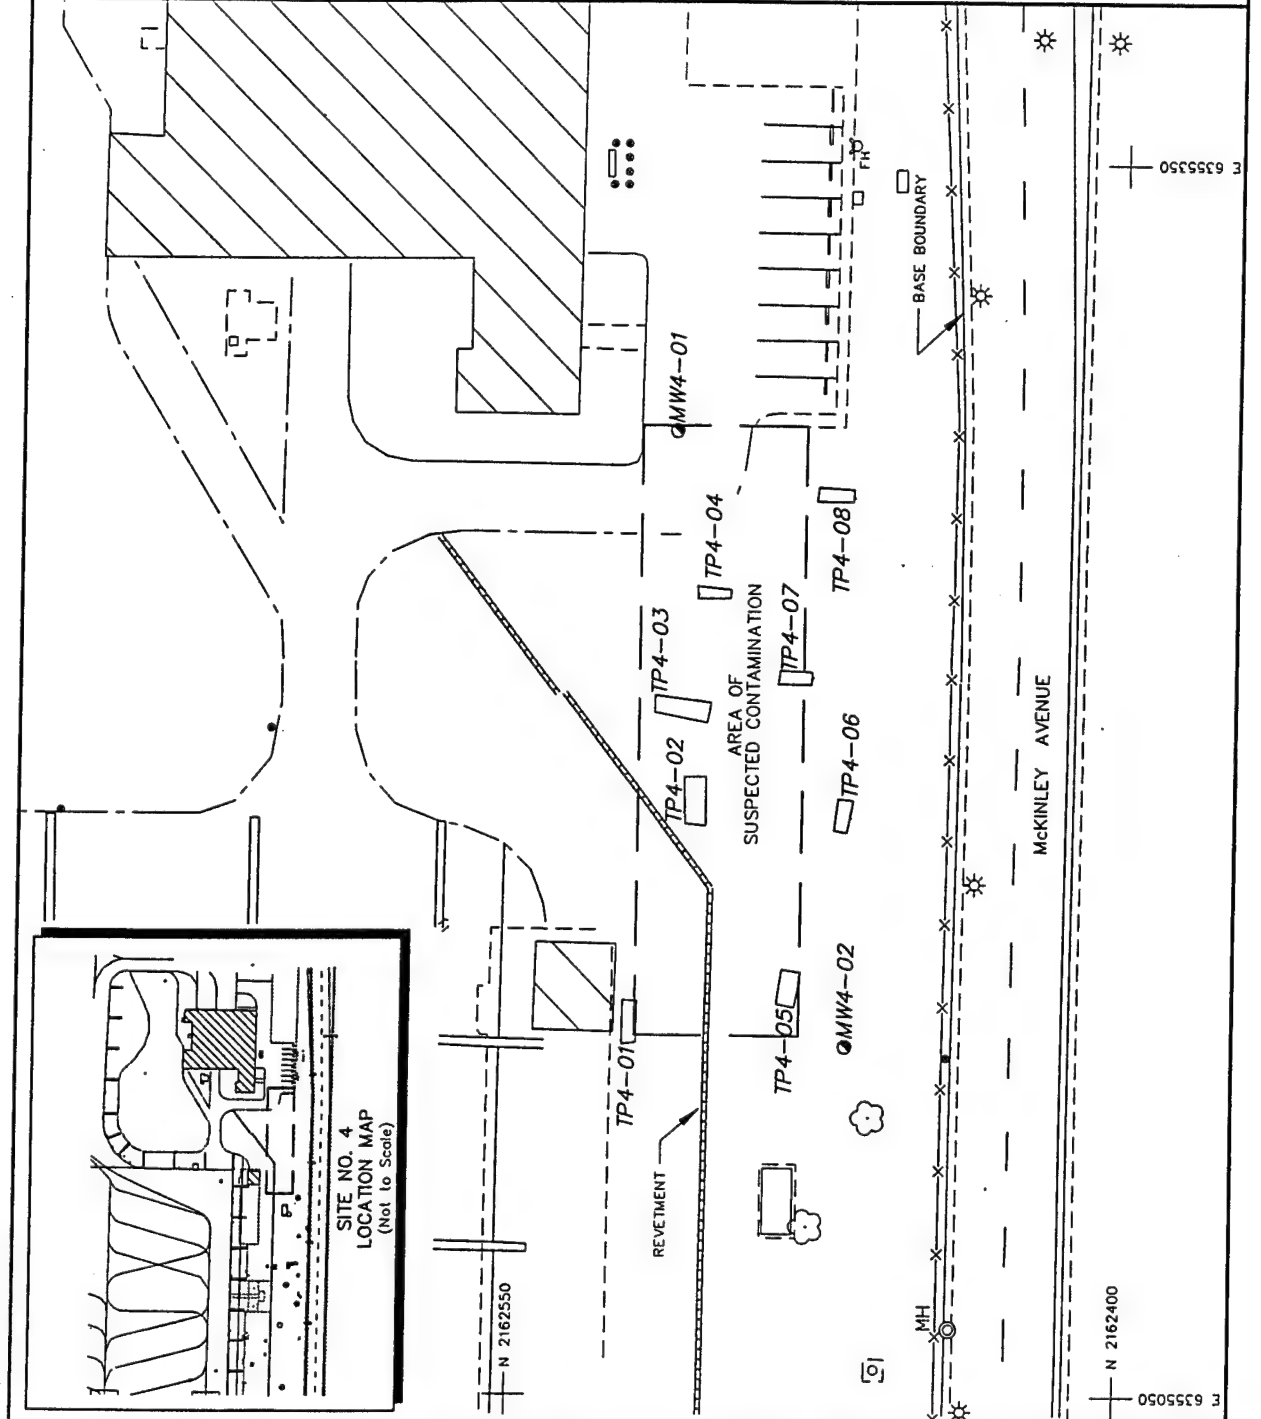 E 6355350
FH
BASE BOUNDARY
MW4-01
TP4-04
TP4-08
TP4-03
TP4-07
AREA OF
SUSPECTED CONTAMINATION
TP4-02
TP4-06
McKINLEY AVENUE
TP4-01
TP4-05
MW4-02
REVETMENT
SITE NO. 4
LOCATION MAP
(Not to Scale)
MH
N 2162550
N 2162400
E 6355050